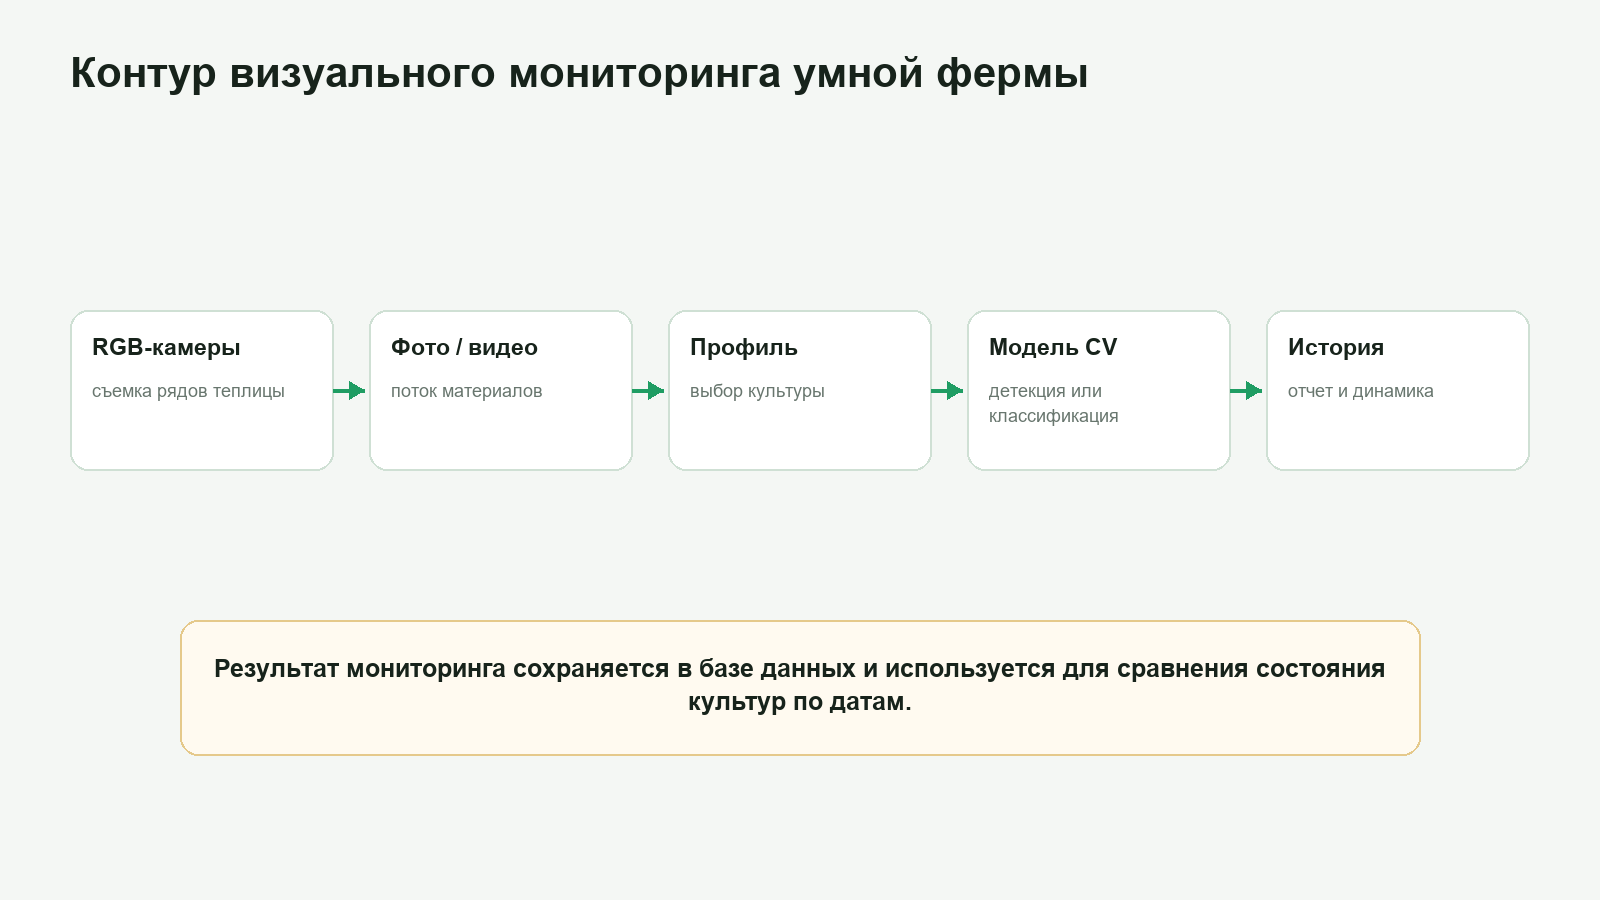 Контур визуального мониторинга умной фермы
RGB-камеры
съемка рядов теплицы
Фото / видео
поток материалов
Профиль
выбор культуры
Модель CV
детекция или
классификация
История
отчет и динамика
Результат мониторинга сохраняется в базе данных и используется для сравнения состояния
культур по датам.